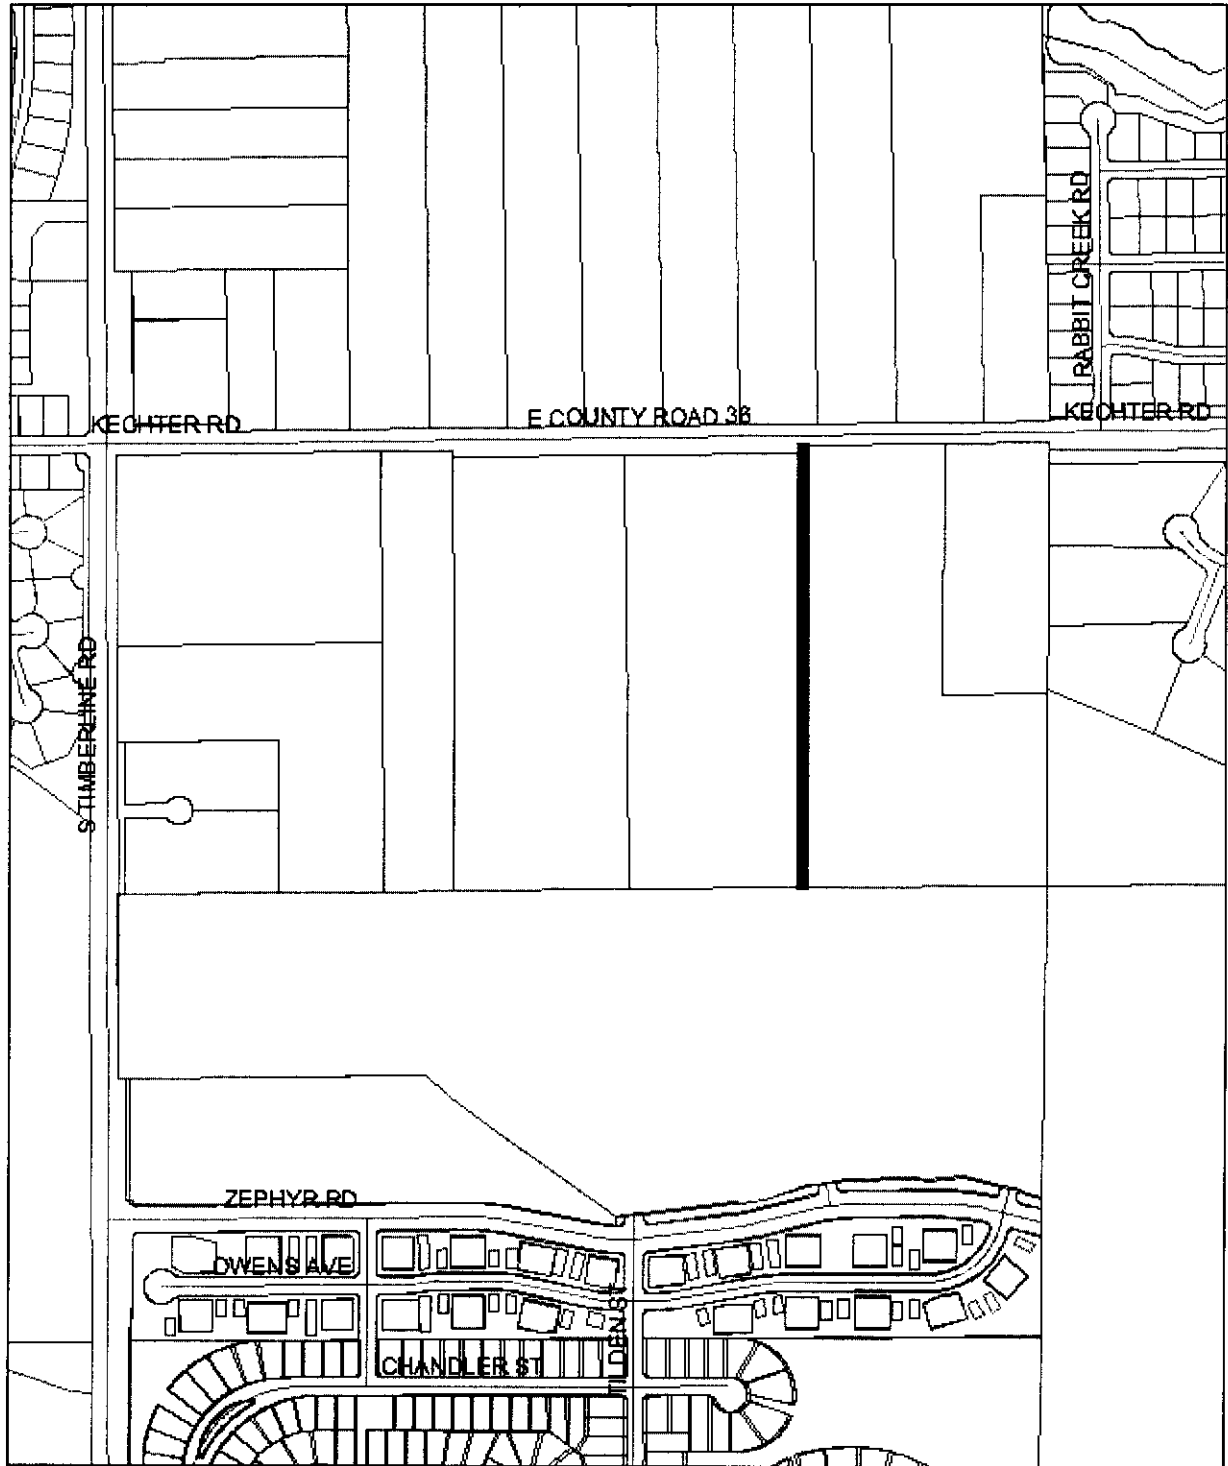 RABBIT CREEK RD
KECHTER RD
E COUNTY ROAD 36
KECHTER RD
S TIMBERLINE RD
ZEPHYR RD
OWENS AVE
TILDEN ST
CHANDLER ST